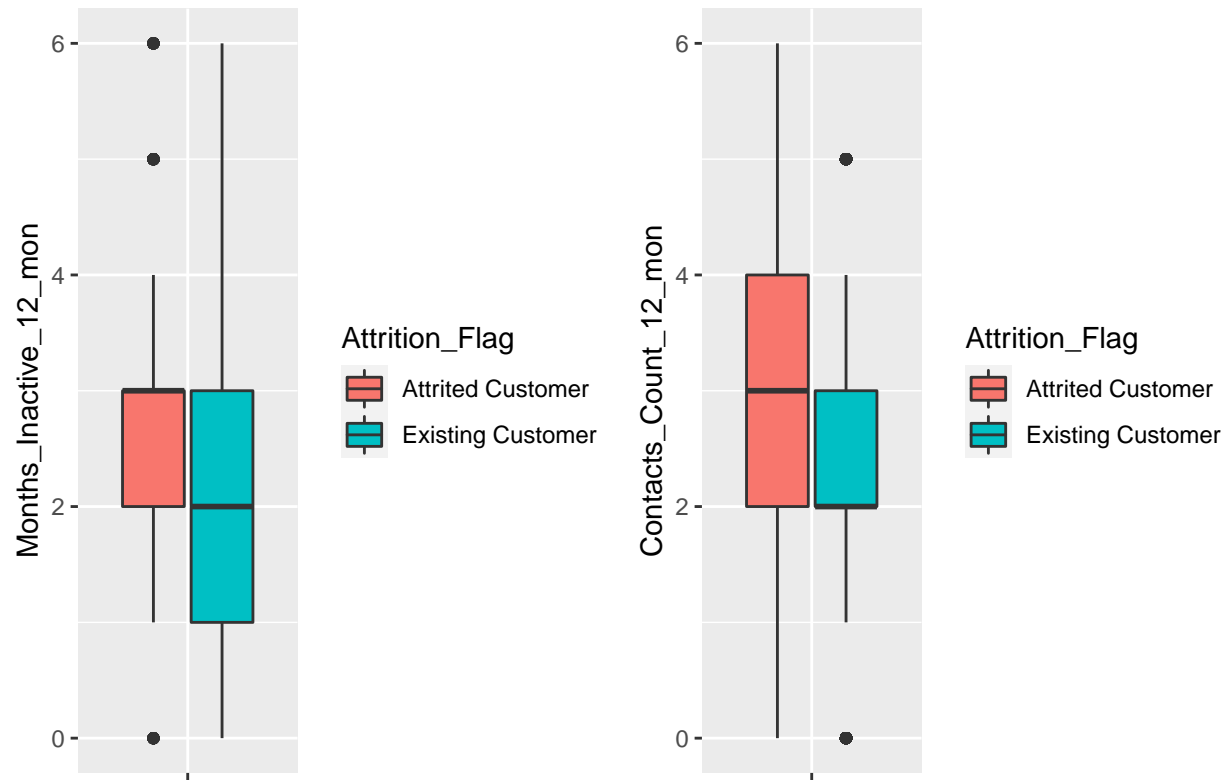 Months_Inactive_12_mon
6
4
2
0
Attrition_Flag
Attrited Customer
Existing Customer
Contacts_Count_12_mon
6
4
2
0
Attrition_Flag
Attrited Customer
Existing Customer